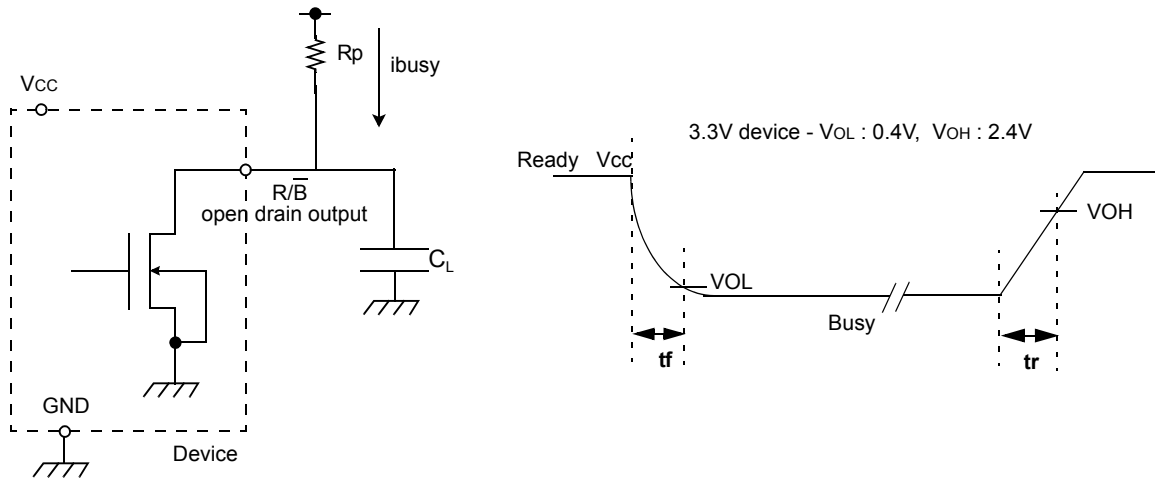 Rp
ibusy
VCC
R/B̅
open drain output
CL
GND
Device
3.3V device - VOL : 0.4V, VOH : 2.4V
Ready Vcc
VOH
VOL
Busy
tf
tr